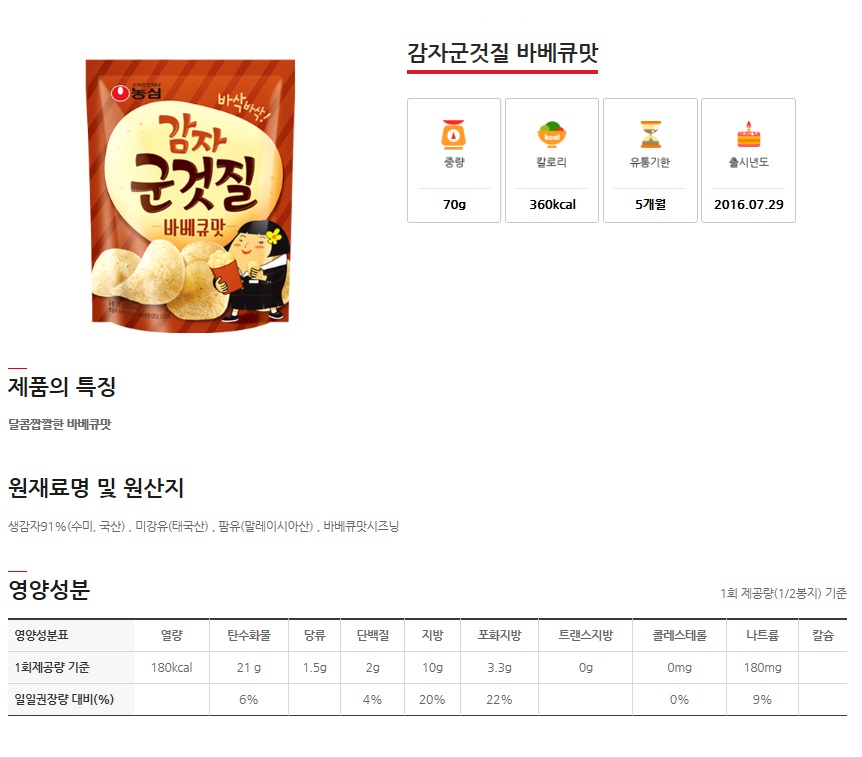 감자군것질 바베큐맛
농심
바삭바삭!
감자
군것질
바베큐맛
중량
칼로리
유통기한
출시년도
kcal
70g
360kcal
5개월
2016.07.29
제품의 특징
달콤짭짤한 바베큐맛
원재료명 및 원산지
생감자91%(수미, 국산) , 미강유(태국산) , 팜유(말레이시아산) , 바베큐맛시즈닝
영양성분
1회 제공량(1/2봉지) 기준
영양성분표 열량 탄수화물 당류 단백질 지방 포화지방 트랜스지방 콜레스테롤 나트륨 칼슘
1회제공량 기준 180kcal 21 g 1.5g 2g 10g 3.3g 0g 0mg 180mg
일일권장량 대비(%) 6% 4% 20% 22% 0% 9%